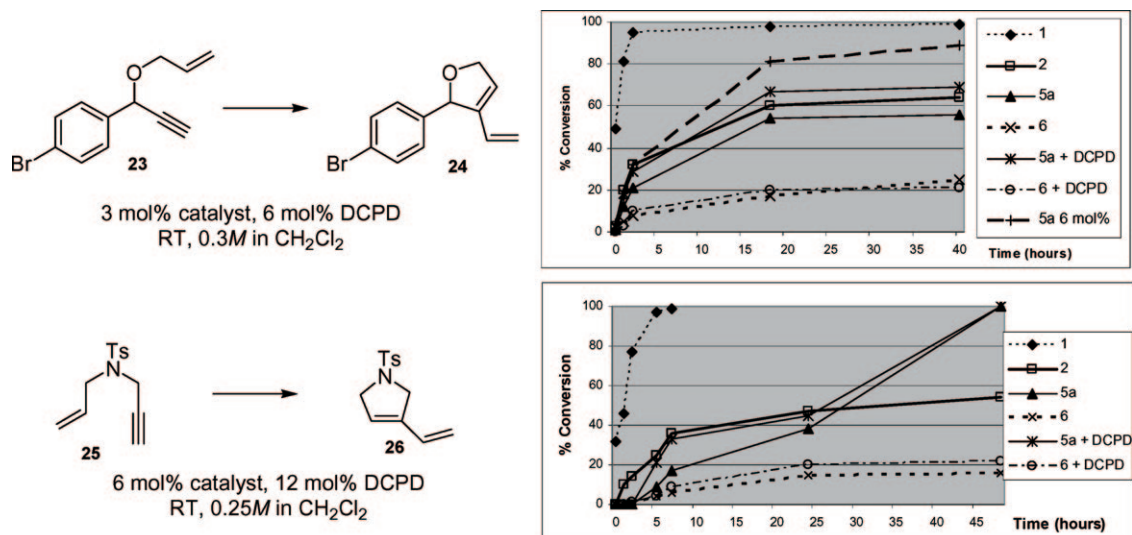 O
Br
23
O
Br
24
3 mol% catalyst, 6 mol% DCPD
RT, 0.3M in CH2Cl2
% Conversion
100
80
60
40
20
0
0 5 10 15 20 25 30 35 40
Time (hours)
1
2
5a
6
5a + DCPD
6 + DCPD
5a 6 mol%
Ts
N
25
Ts
N
26
6 mol% catalyst, 12 mol% DCPD
RT, 0.25M in CH2Cl2
% Conversion
100
80
60
40
20
0
0 5 10 15 20 25 30 35 40 45
Time (hours)
1
2
5a
6
5a + DCPD
6 + DCPD